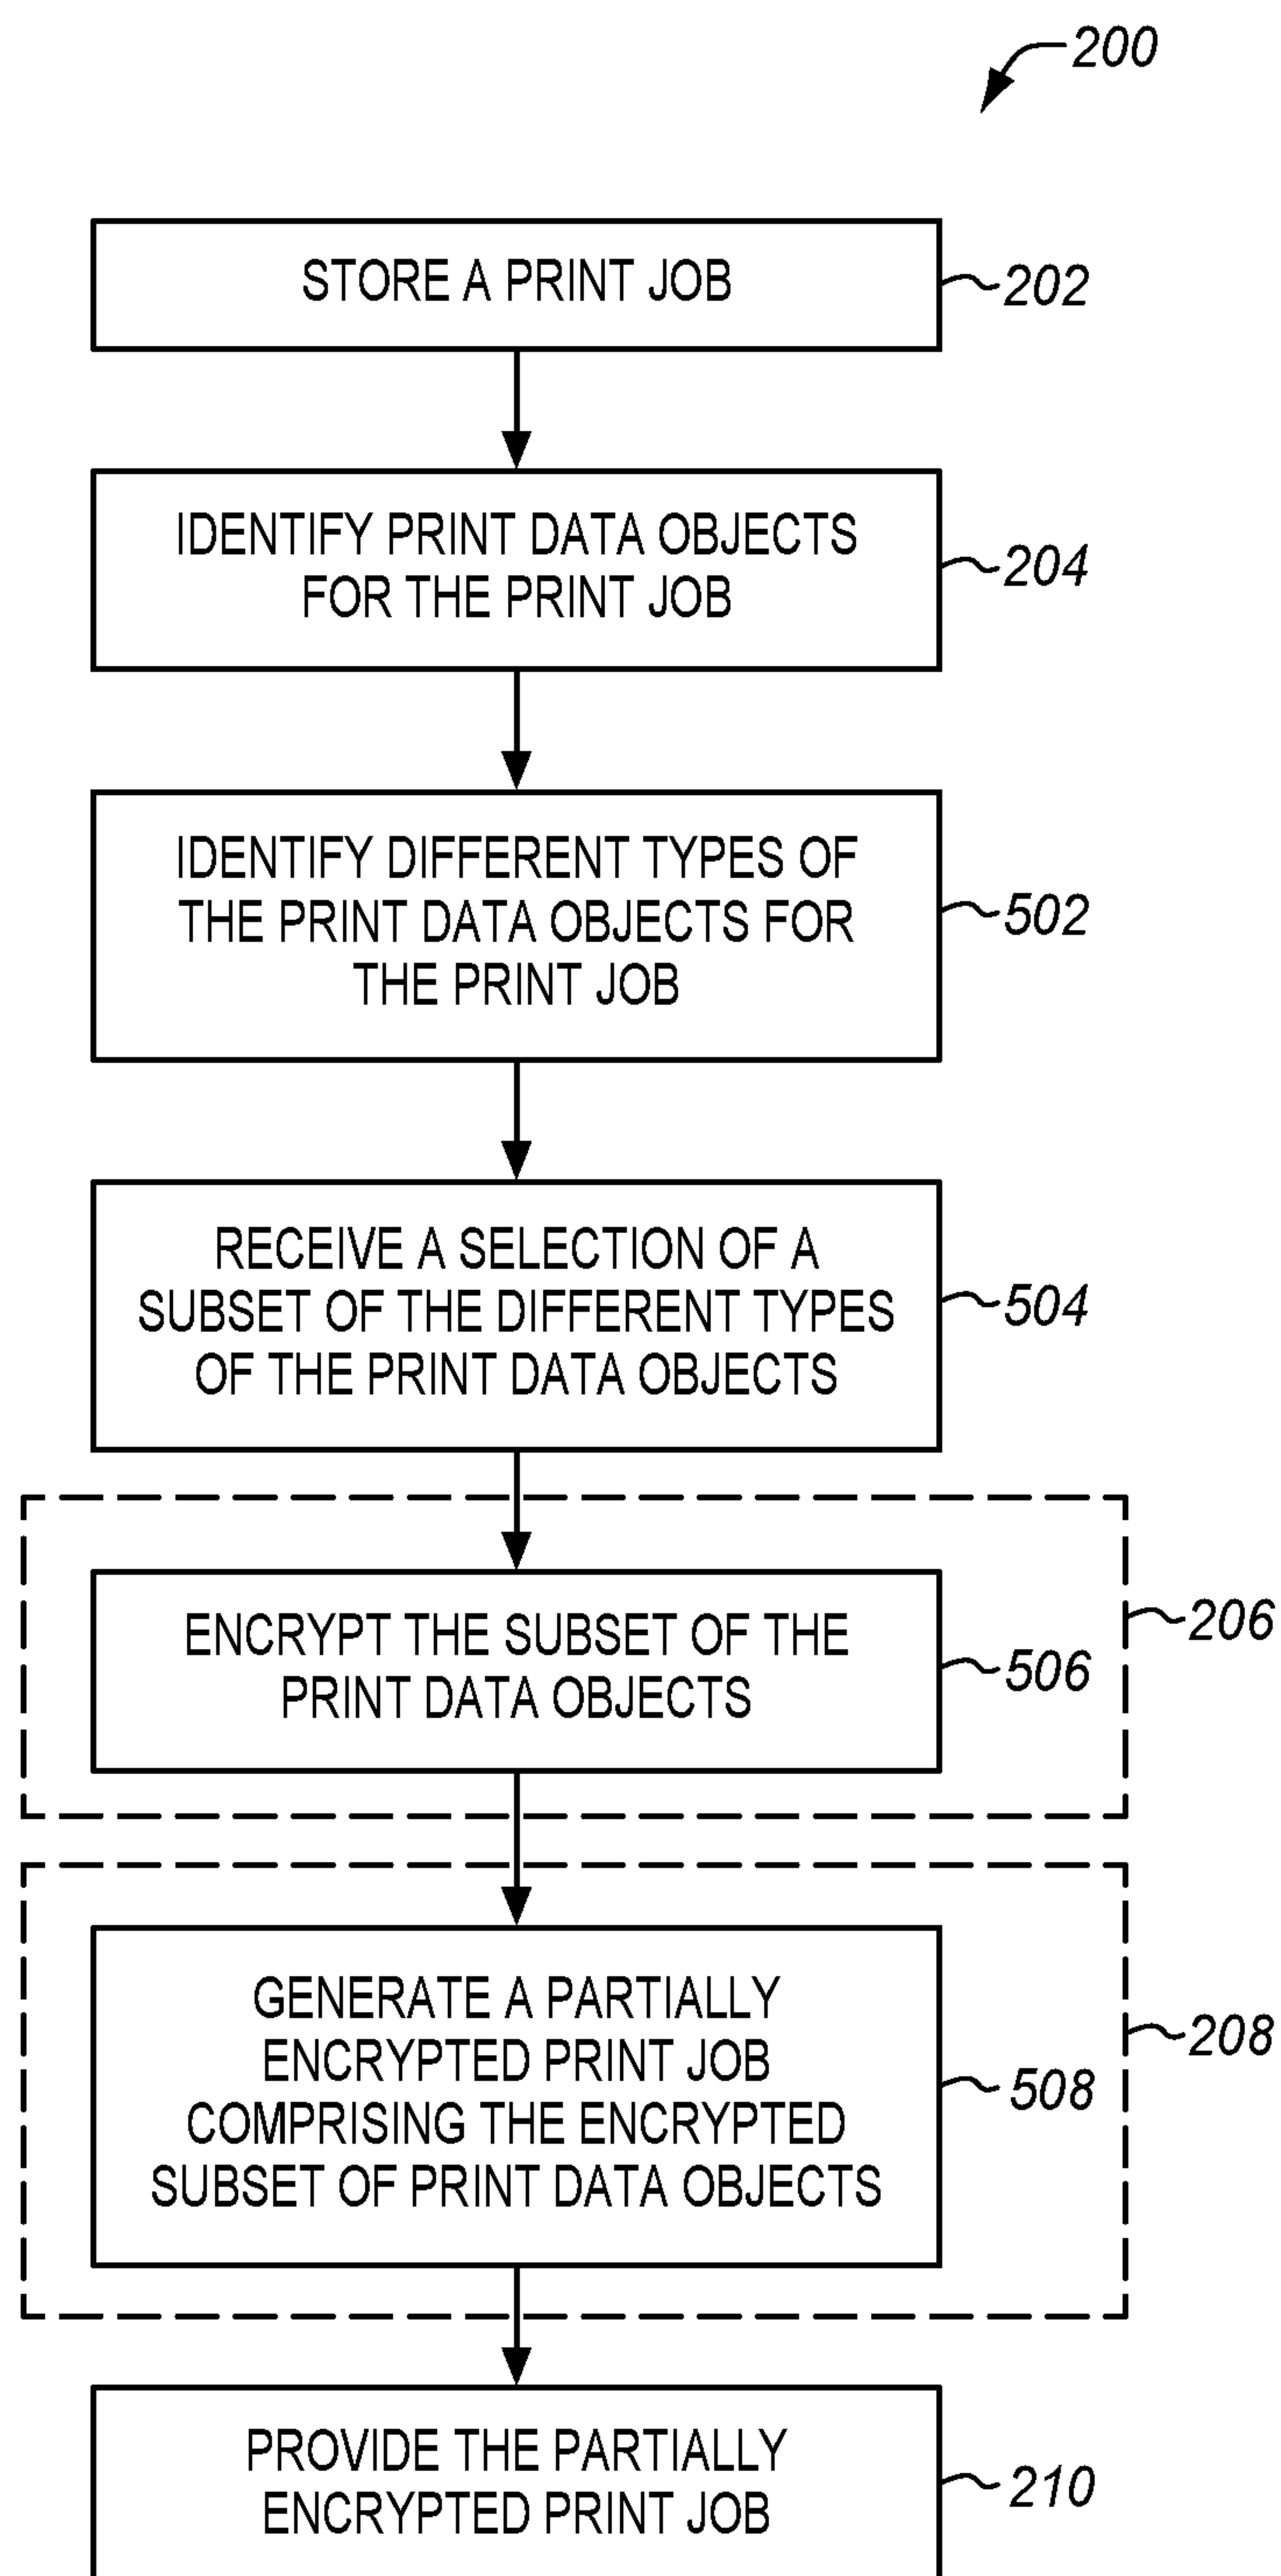 200
STORE A PRINT JOB
202
IDENTIFY PRINT DATA OBJECTS
FOR THE PRINT JOB
204
IDENTIFY DIFFERENT TYPES OF
THE PRINT DATA OBJECTS FOR
THE PRINT JOB
502
RECEIVE A SELECTION OF A
SUBSET OF THE DIFFERENT TYPES
OF THE PRINT DATA OBJECTS
504
ENCRYPT THE SUBSET OF THE
PRINT DATA OBJECTS
506
206
GENERATE A PARTIALLY
ENCRYPTED PRINT JOB
COMPRISING THE ENCRYPTED
SUBSET OF PRINT DATA OBJECTS
508
208
PROVIDE THE PARTIALLY
ENCRYPTED PRINT JOB
210